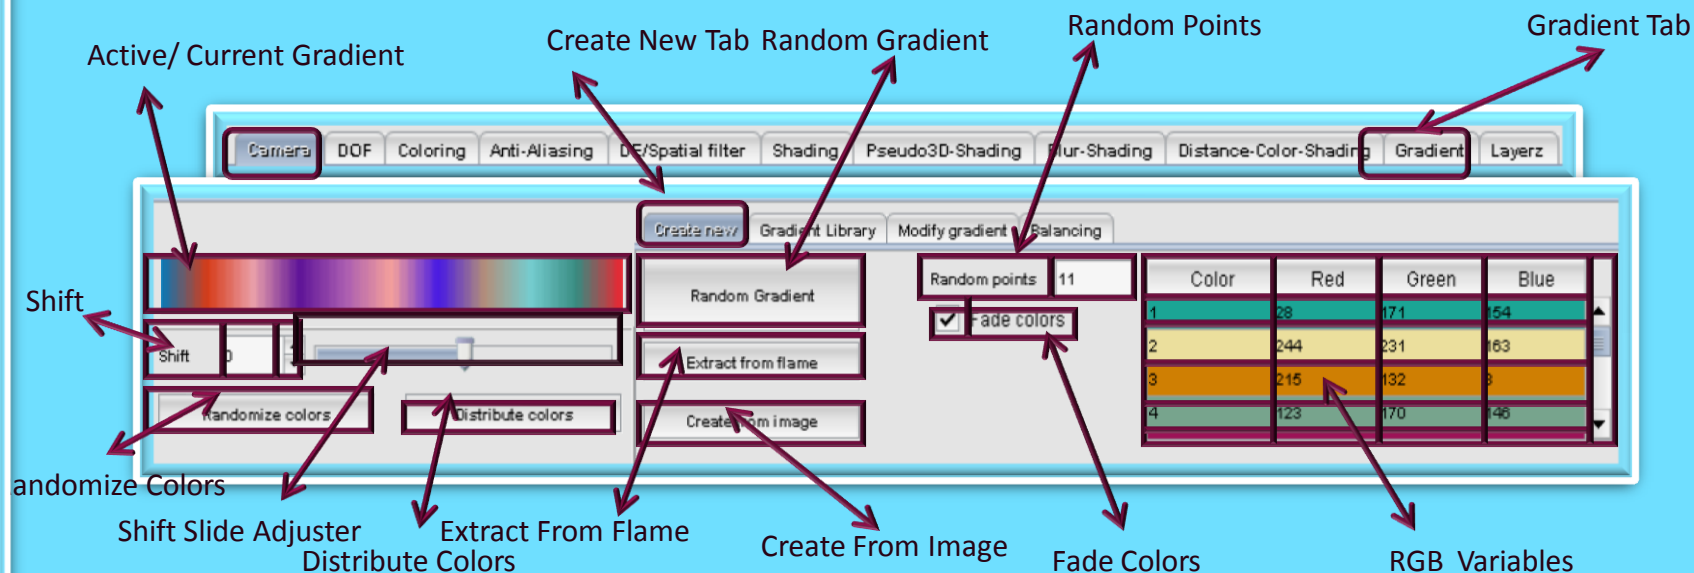 Random Points
Gradient Tab
Create New Tab
Random Gradient
Active/ Current Gradient
Camera
DOF
Coloring
Anti-Aliasing
DE/Spatial filter
Shading
Pseudo3D-Shading
Blur-Shading
Distance-Color-Shading
Gradient
Layerz
Create new
Gradient Library
Modify gradient
Balancing
Random Gradient
Random points
11
Fade colors
Color Red Green Blue
1 28 171 154
2 244 231 163
3 215 132 3
4 123 170 146
Shift
Shift
0
Extract from flame
Randomize colors
Distribute colors
Create from image
andomize Colors
Shift Slide Adjuster
Extract From Flame
Distribute Colors
Create From Image
Fade Colors
RGB Variables